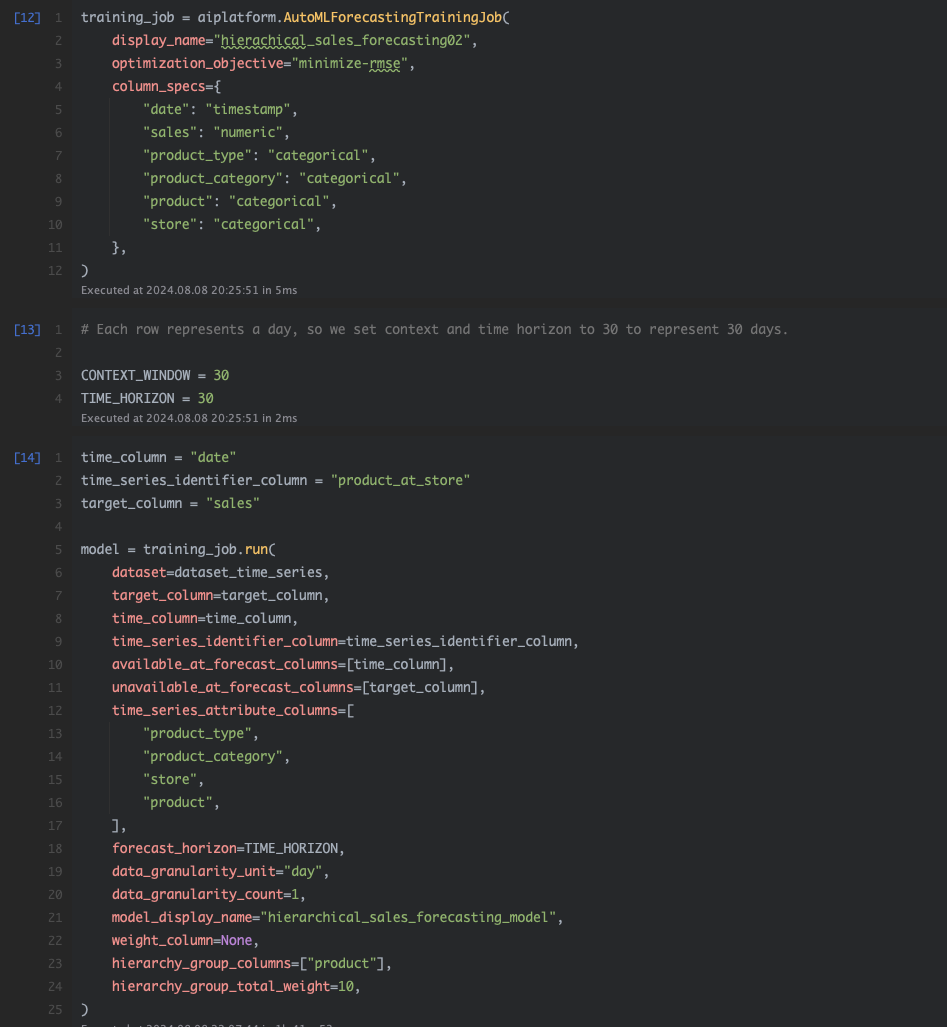 [12] 1 training_job = aiplatform.AutoMLForecastingTrainingJob(
2 display_name="hierachical_sales_forecasting02",
3 optimization_objective="minimize-rmse",
4 column_specs={
5 "date": "timestamp",
6 "sales": "numeric",
7 "product_type": "categorical",
8 "product_category": "categorical",
9 "product": "categorical",
10 "store": "categorical",
11 },
12 )
Executed at 2024.08.08 20:25:51 in 5ms
[13] 1 # Each row represents a day, so we set context and time horizon to 30 to represent 30 days.
2
3 CONTEXT_WINDOW = 30
4 TIME_HORIZON = 30
Executed at 2024.08.08 20:25:51 in 2ms
[14] 1 time_column = "date"
2 time_series_identifier_column = "product_at_store"
3 target_column = "sales"
4
5 model = training_job.run(
6 dataset=dataset_time_series,
7 target_column=target_column,
8 time_column=time_column,
9 time_series_identifier_column=time_series_identifier_column,
10 available_at_forecast_columns=[time_column],
11 unavailable_at_forecast_columns=[target_column],
12 time_series_attribute_columns=[
13 "product_type",
14 "product_category",
15 "store",
16 "product",
17 ],
18 forecast_horizon=TIME_HORIZON,
19 data_granularity_unit="day",
20 data_granularity_count=1,
21 model_display_name="hierarchical_sales_forecasting_model",
22 weight_column=None,
23 hierarchy_group_columns=["product"],
24 hierarchy_group_total_weight=10,
25 )